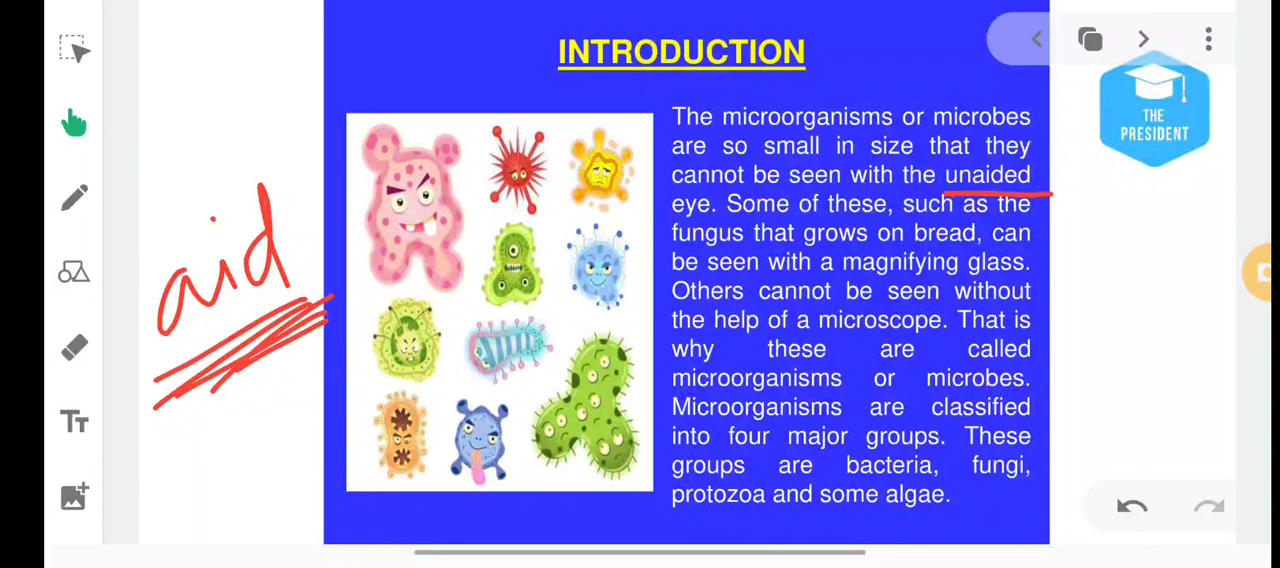 INTRODUCTION
The microorganisms or microbes
are so small in size that they
cannot be seen with the unaided
eye. Some of these, such as the
fungus that grows on bread, can
be seen with a magnifying glass.
Others cannot be seen without
the help of a microscope. That is
why these are called
microorganisms or microbes.
Microorganisms are classified
into four major groups. These
groups are bacteria, fungi,
protozoa and some algae.
aid
THE
PRESIDENT
TT